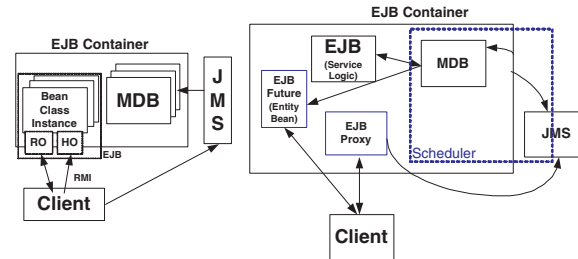 EJB Container
Bean
Class
Instance
RO
HO
EJB
MDB
JMS
RMI
Client
EJB Container
EJB
(Service
Logic)
MDB
EJB
Future
(Entity
Bean)
EJB
Proxy
Scheduler
JMS
Client